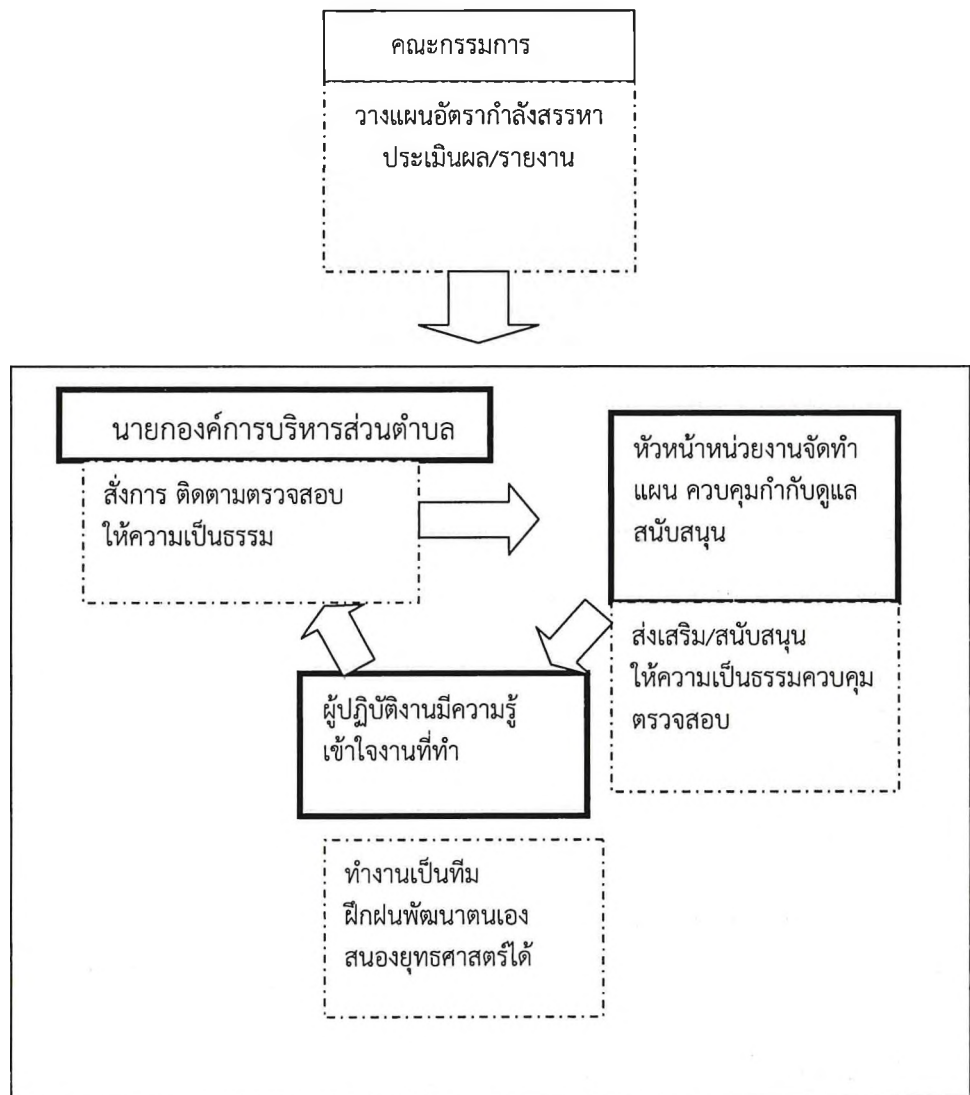 คณะกรรมการ
วางแผนอัตรากำลังสรรหา
ประเมินผล/รายงาน
นายกองค์การบริหารส่วนตำบล
สั่งการ ติดตามตรวจสอบ
ให้ความเป็นธรรม
หัวหน้าหน่วยงานจัดทำ
แผน ควบคุมกำกับดูแล
สนับสนุน
ส่งเสริม/สนับสนุน
ให้ความเป็นธรรมควบคุม
ตรวจสอบ
ผู้ปฏิบัติงานมีความรู้
เข้าใจงานที่ทำ
ทำงานเป็นทีม
ฝึกฝนพัฒนาตนเอง
สนองยุทธศาสตร์ได้